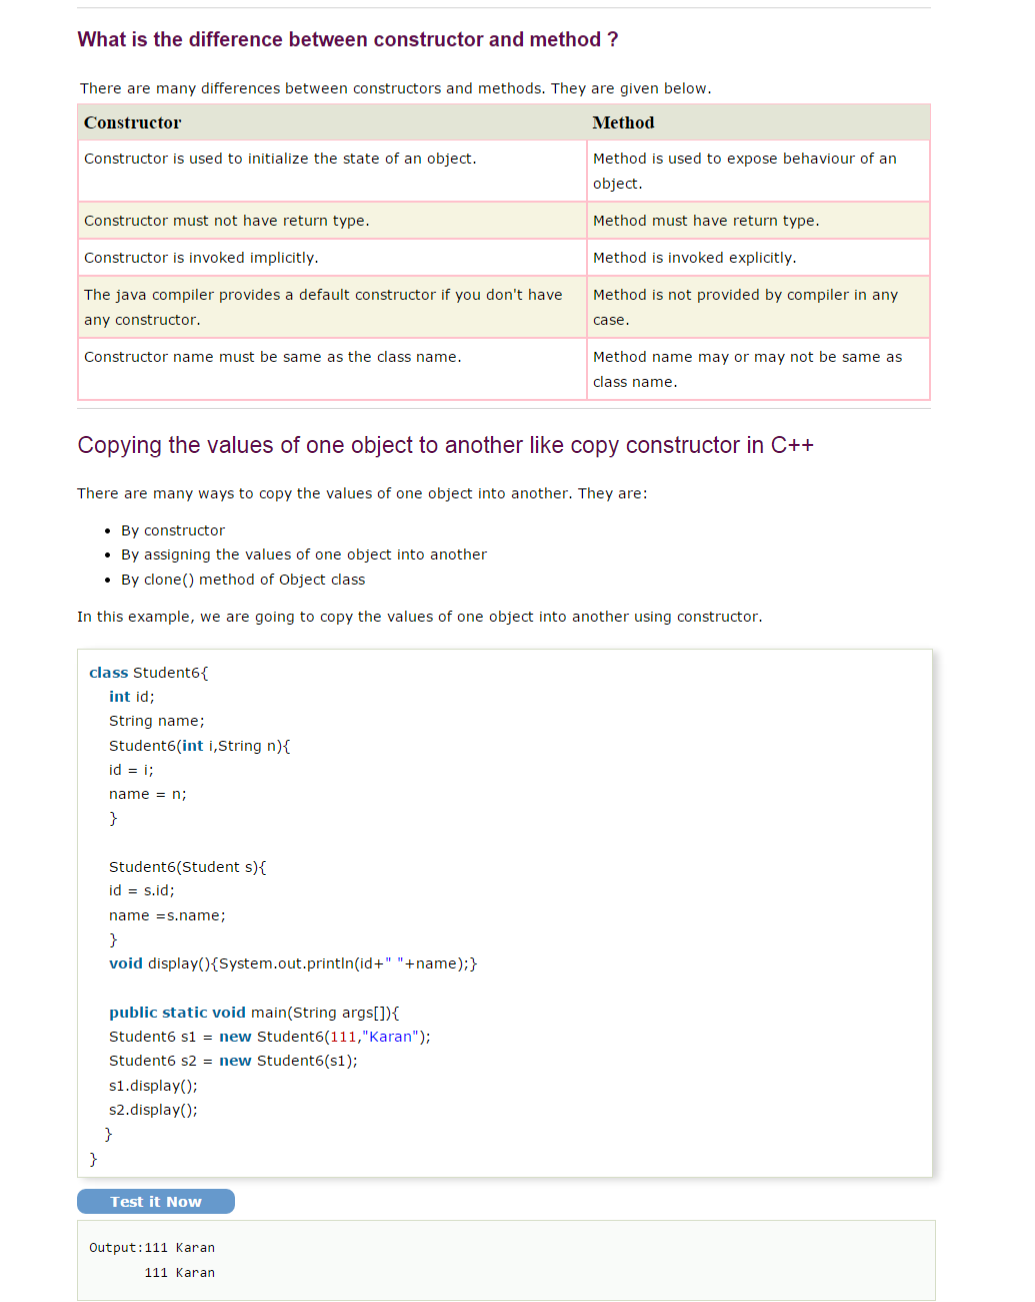 What is the difference between constructor and method ?
There are many differences between constructors and methods. They are given below.
Constructor Method
Constructor is used to initialize the state of an object. Method is used to expose behaviour of an
object.
Constructor must not have return type. Method must have return type.
Constructor is invoked implicitly. Method is invoked explicitly.
The java compiler provides a default constructor if you don't have
any constructor.
Method is not provided by compiler in any
case.
Constructor name must be same as the class name. Method name may or may not be same as
class name.
Copying the values of one object to another like copy constructor in C++
There are many ways to copy the values of one object into another. They are:
• By constructor
• By assigning the values of one object into another
• By clone() method of Object class
In this example, we are going to copy the values of one object into another using constructor.
class Student6{
int id;
String name;
Student6(int i,String n){
id = i;
name = n;
}
Student6(Student s){
id = s.id;
name =s.name;
}
void display(){System.out.println(id+" "+name);}
public static void main(String args[]){
Student6 s1 = new Student6(111,"Karan");
Student6 s2 = new Student6(s1);
s1.display();
s2.display();
}
}
Test it Now
Output:111 Karan
111 Karan